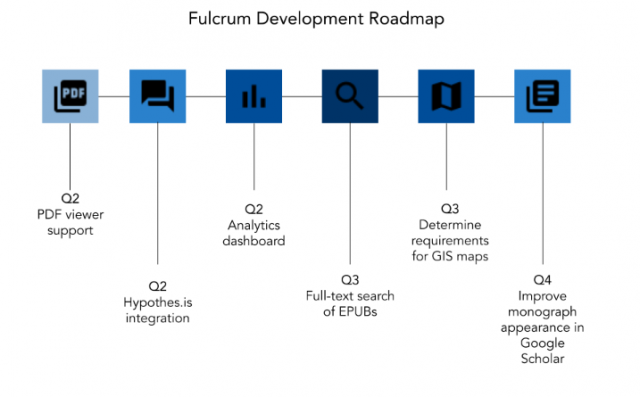 Fulcrum Development Roadmap
PDF
Q2
PDF viewer
support
Q2
Hypothes.is
integration
Q2
Analytics
dashboard
Q3
Full-text search
of EPUBs
Q3
Determine
requirements
for GIS maps
Q4
Improve
monograph
appearance in
Google
Scholar